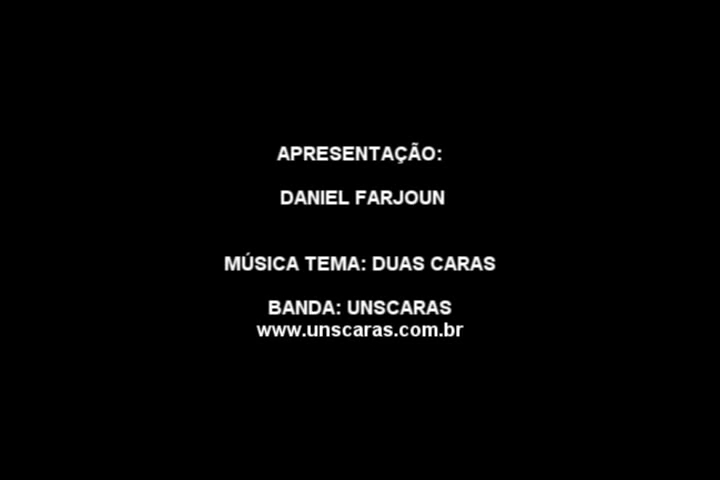 APRESENTAÇÃO:
DANIEL FARJOUN
MÚSICA TEMA: DUAS CARAS
BANDA: UNSCARAS
www.unscaras.com.br